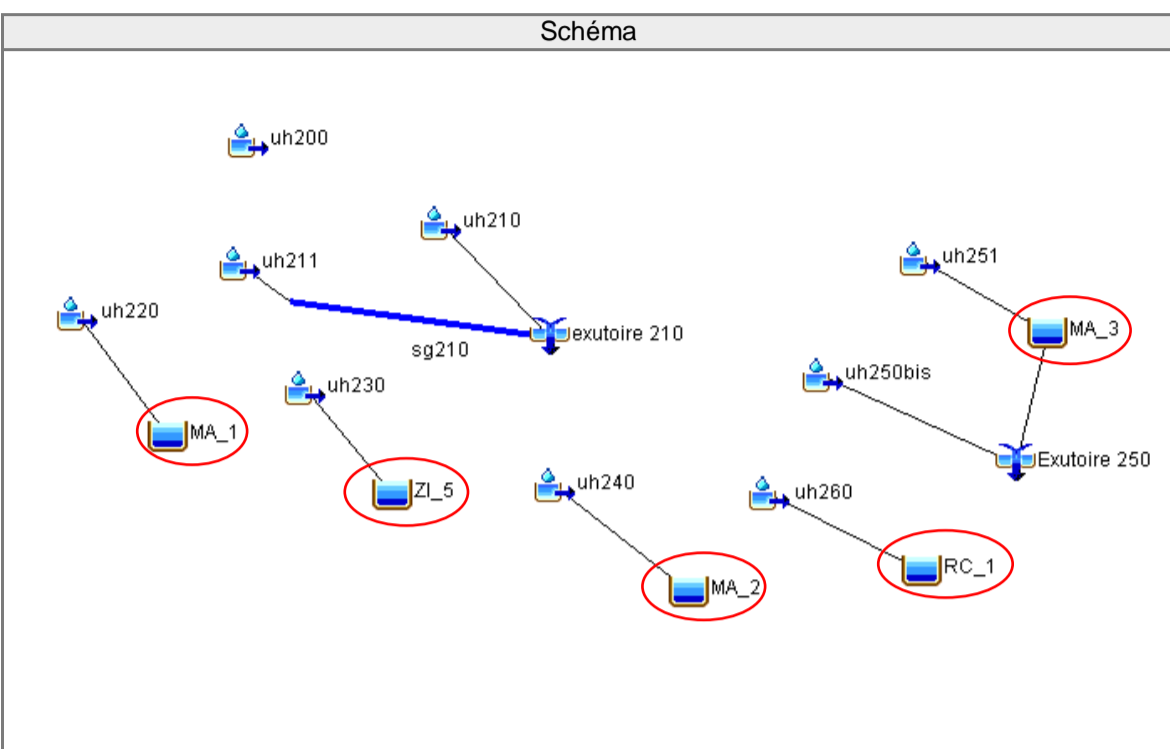 Schéma
uh200
uh210
uh211
uh251
uh220
MA_3
exutoire 210
sg210
uh250bis
uh230
MA_1
Exutoire 250
uh240
ZI_5
uh260
RC_1
MA_2